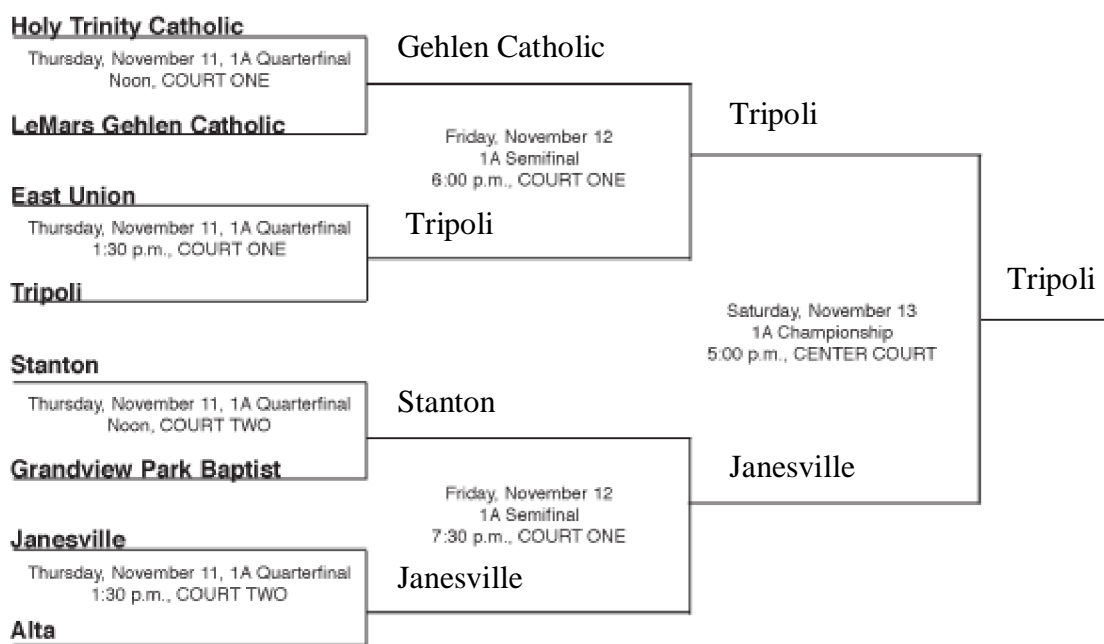 Holy Trinity Catholic
Thursday, November 11, 1A Quarterfinal
Noon, COURT ONE
LeMars Gehlen Catholic
Gehlen Catholic
Friday, November 12
1A Semifinal
6:00 p.m., COURT ONE
East Union
Thursday, November 11, 1A Quarterfinal
1:30 p.m., COURT ONE
Tripoli
Tripoli
Tripoli
Stanton
Thursday, November 11, 1A Quarterfinal
Noon, COURT TWO
Grandview Park Baptist
Stanton
Friday, November 12
1A Semifinal
7:30 p.m., COURT ONE
Janesville
Thursday, November 11, 1A Quarterfinal
1:30 p.m., COURT TWO
Alta
Janesville
Janesville
Saturday, November 13
1A Championship
5:00 p.m., CENTER COURT
Tripoli